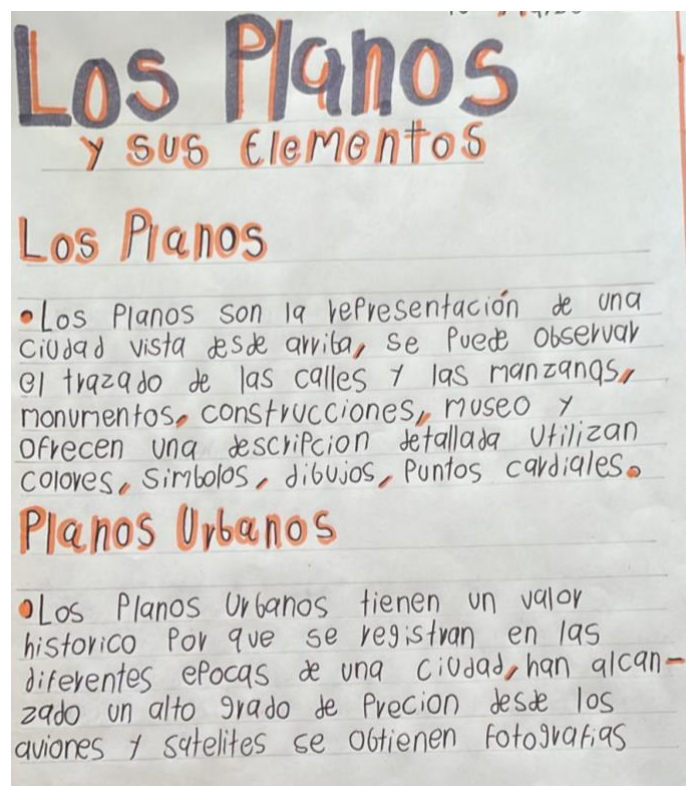 Los Planos
y sus Elementos
Los Planos
•Los Planos son la representación de una
ciudad vista desde arriba, se Puede observar
el trazado de las calles y las manzanas,
monumentos, construcciones, museo y
ofrecen una descripcion detallada utilizan
colores, simbolos, dibujos, Puntos cardiales.
Planos Urbanos
•Los Planos Urbanos tienen un valor
historico Por que se registran en las
diferentes ePocas de una ciudad, han alcan-
zado un alto grado de Precion desde los
aviones y satelites se obtienen fotografias